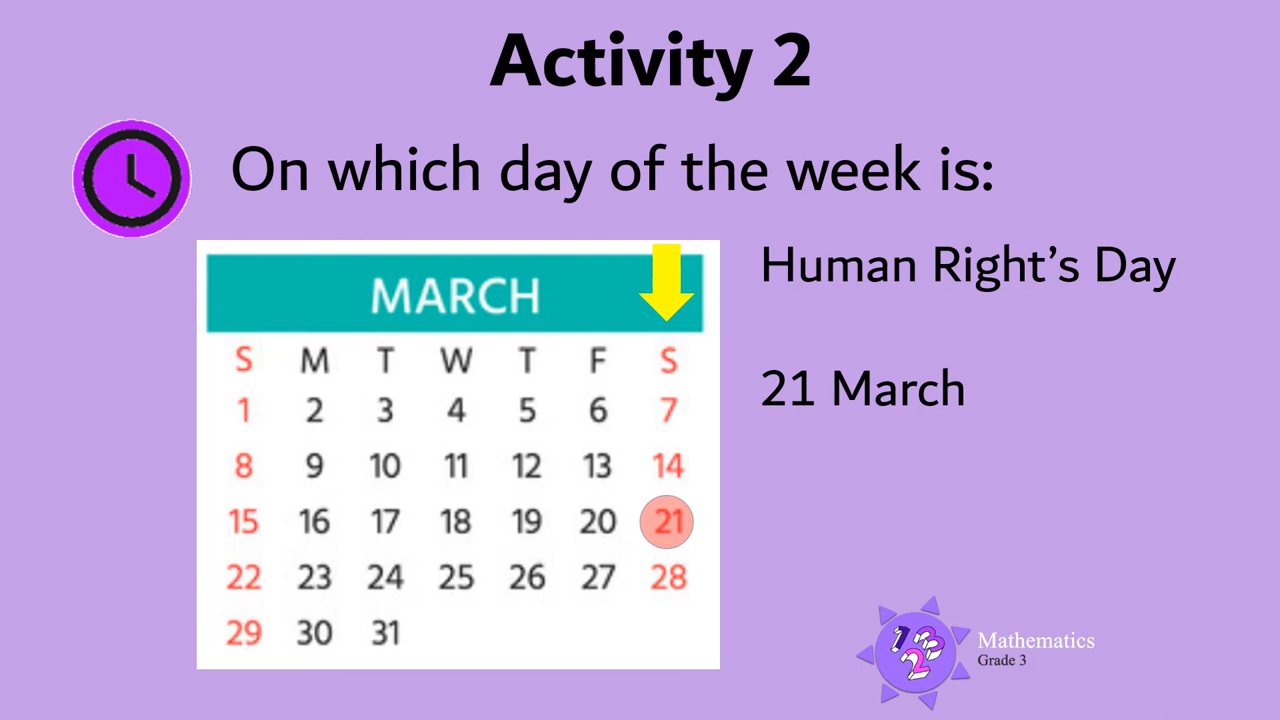 Activity 2
On which day of the week is:
Human Right’s Day
21 March
MARCH
S M T W T F S
1 2 3 4 5 6 7
8 9 10 11 12 13 14
15 16 17 18 19 20 21
22 23 24 25 26 27 28
29 30 31
123
Mathematics
Grade 3